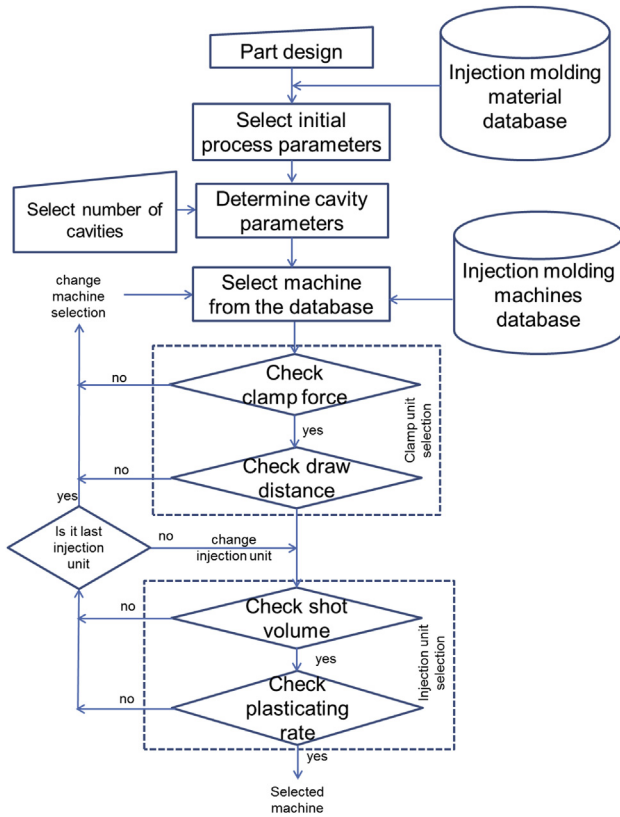 Part design
Injection molding
material
database
Select initial
process parameters
Select number of
cavities
Determine cavity
parameters
change
machine
selection
Select machine
from the database
Injection molding
machines
database
Check
clamp force
no
yes
Clamp unit
selection
Check draw
distance
no
yes
Is it last
injection
unit
no
change
injection unit
Check shot
volume
no
yes
Injection unit
selection
Check
plasticating
rate
no
yes
Selected
machine